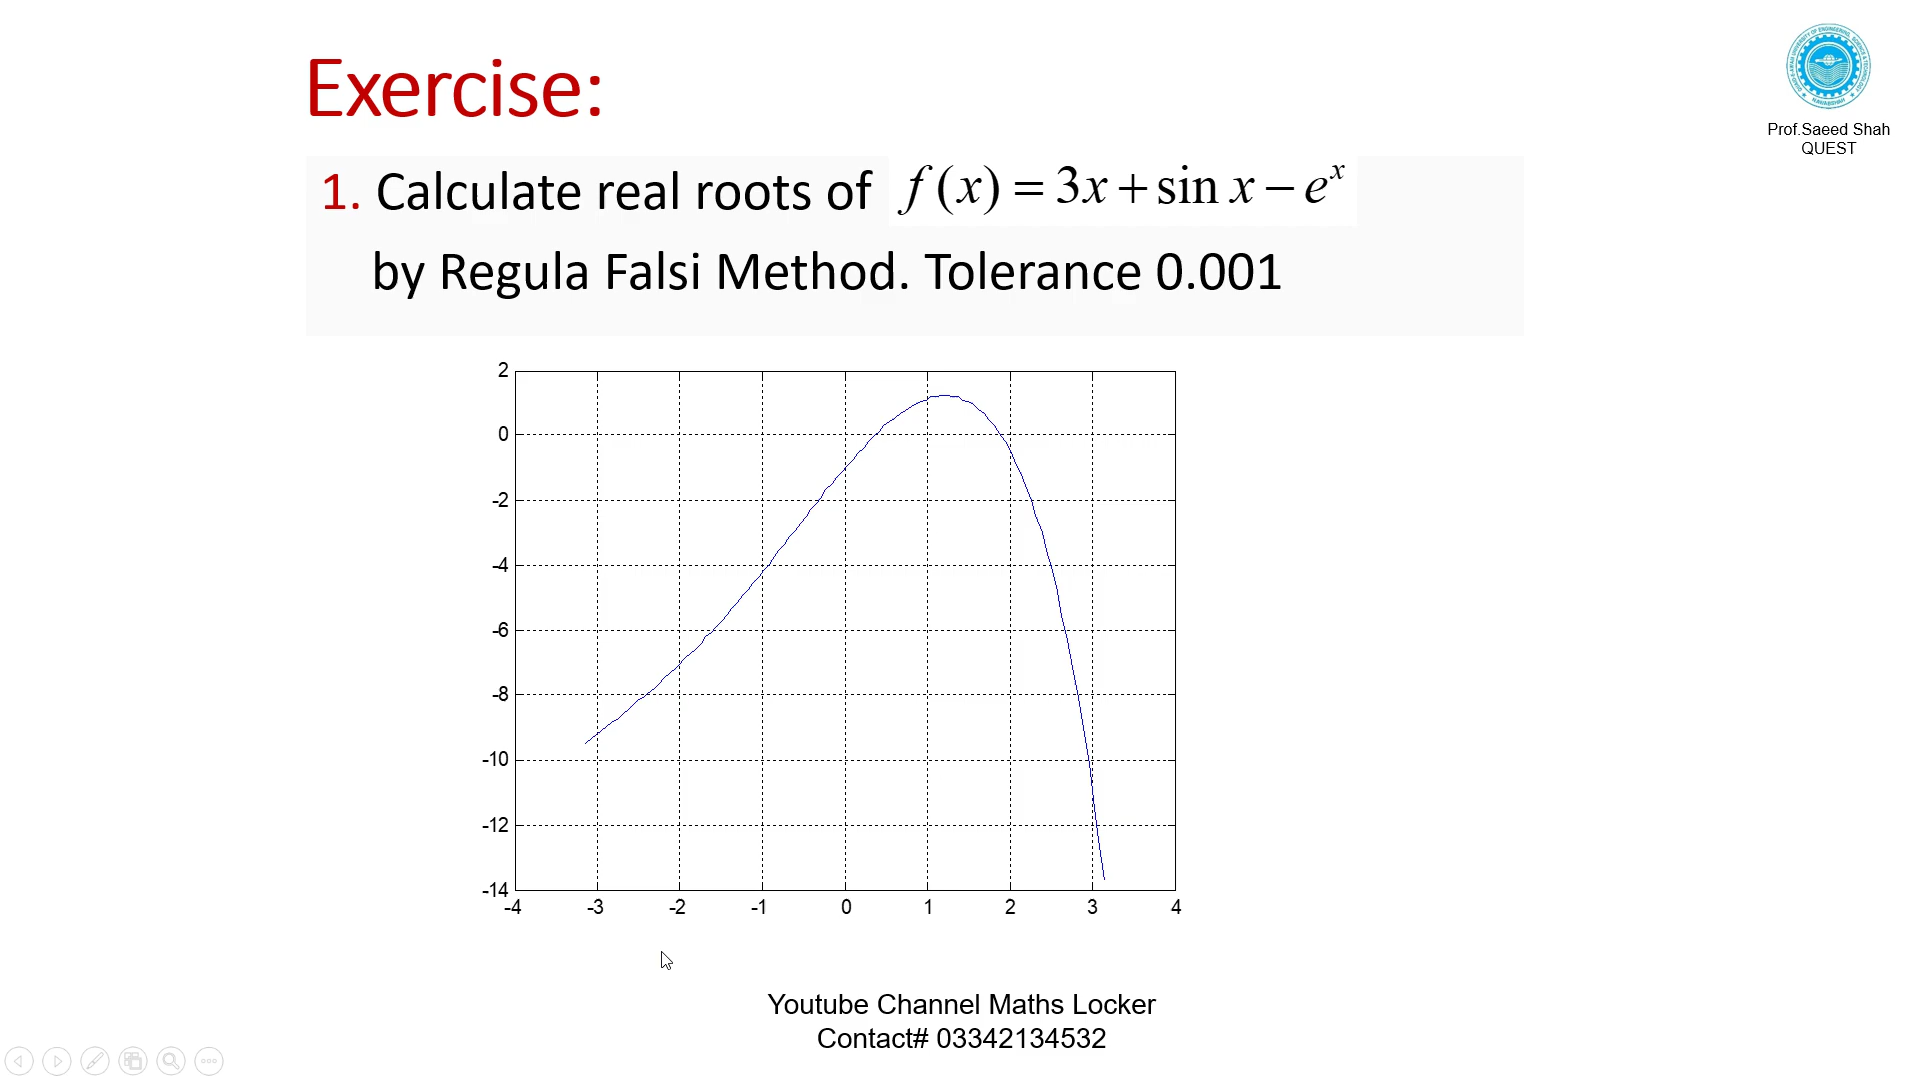 Exercise:
Prof.Saeed Shah
QUEST
1. Calculate real roots of f(x) = 3x + sin x − eˣ
by Regula Falsi Method. Tolerance 0.001
2
0
-2
-4
-6
-8
-10
-12
-14
-4 -3 -2 -1 0 1 2 3 4
Youtube Channel Maths Locker
Contact# 03342134532